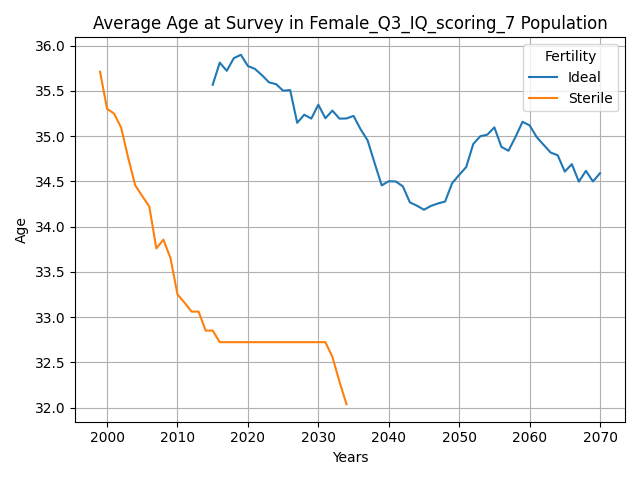 Average Age at Survey in Female_Q3_IQ_scoring_7 Population
Fertility
Ideal
Sterile
Age
36.0
35.5
35.0
34.5
34.0
33.5
33.0
32.5
32.0
2000 2010 2020 2030 2040 2050 2060 2070
Years